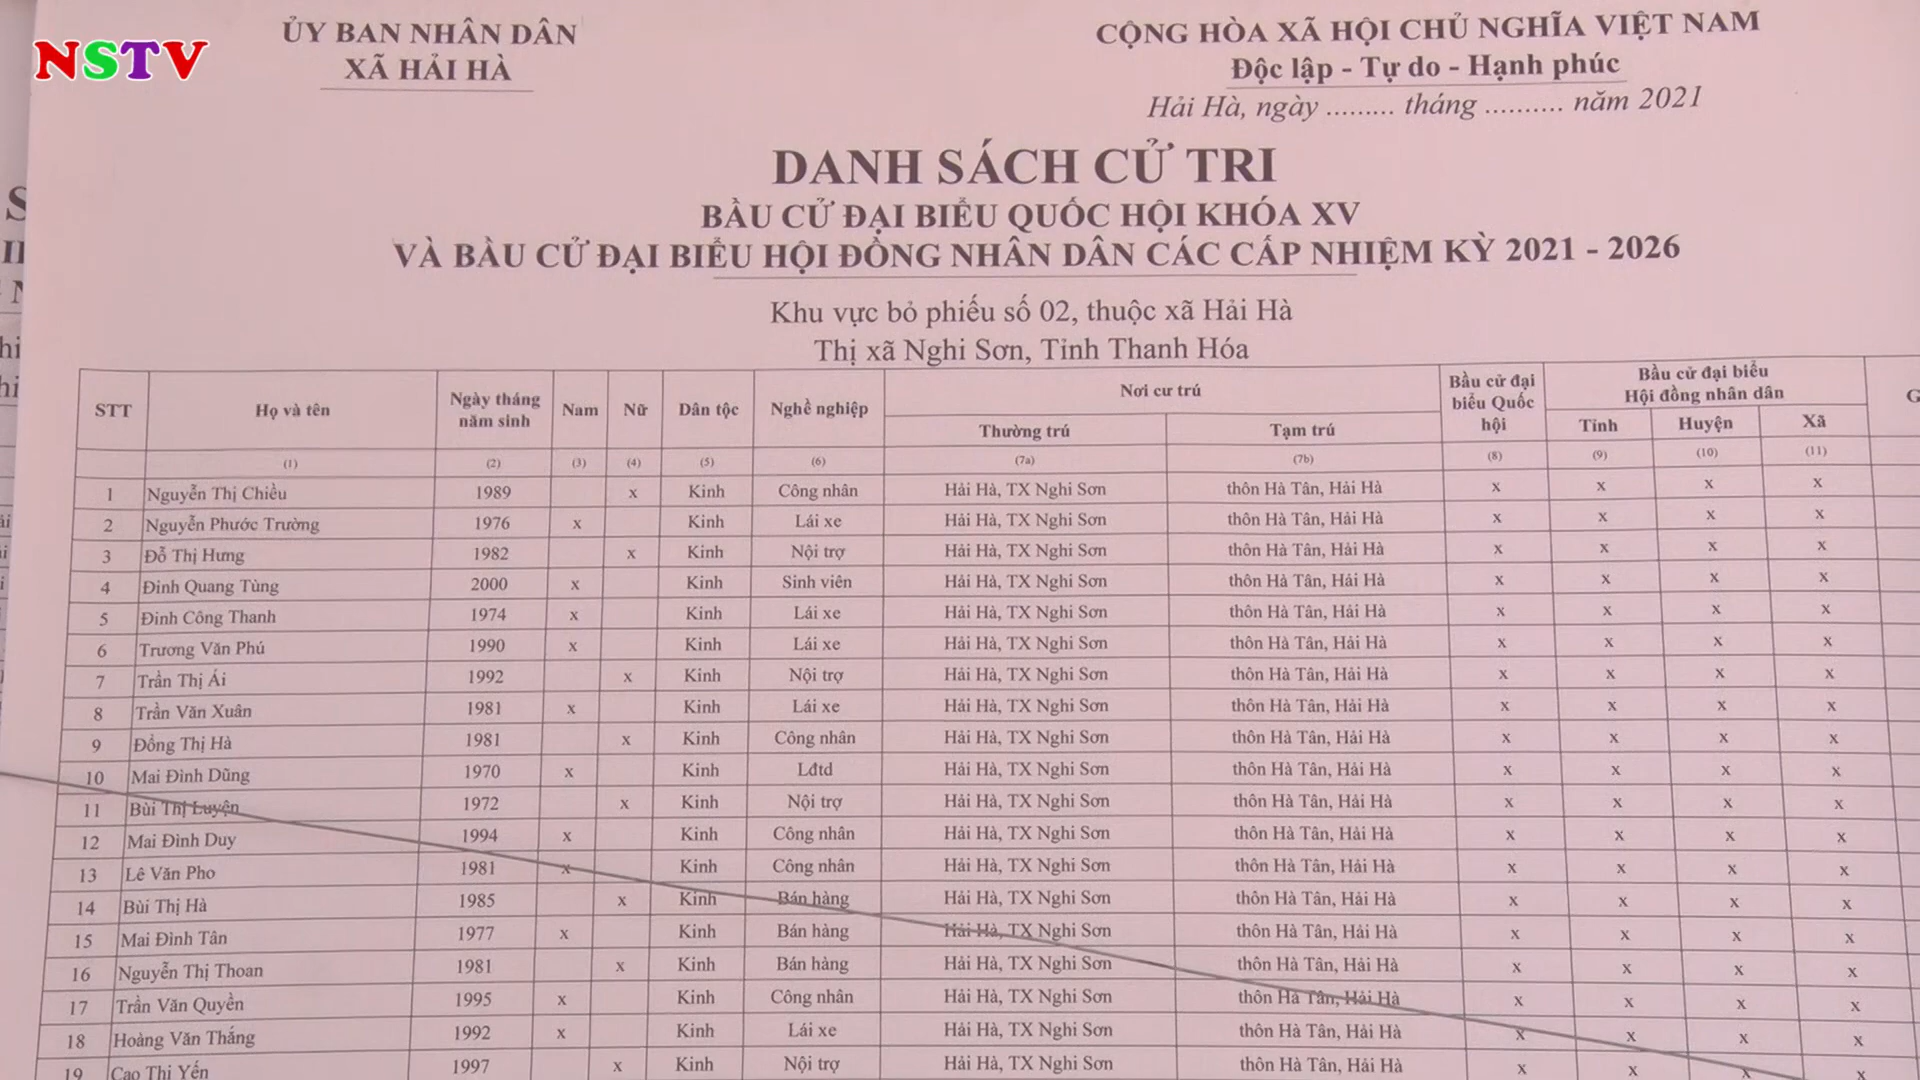 NSTV
ỦY BAN NHÂN DÂN
XÃ HẢI HÀ
CỘNG HÒA XÃ HỘI CHỦ NGHĨA VIỆT NAM
Độc lập - Tự do - Hạnh phúc
Hải Hà, ngày ......... tháng .......... năm 2021
DANH SÁCH CỬ TRI
BẦU CỬ ĐẠI BIỂU QUỐC HỘI KHÓA XV
VÀ BẦU CỬ ĐẠI BIỂU HỘI ĐỒNG NHÂN DÂN CÁC CẤP NHIỆM KỲ 2021 - 2026
Khu vực bỏ phiếu số 02, thuộc xã Hải Hà
Thị xã Nghi Sơn, Tỉnh Thanh Hóa
STT Họ và tên Ngày tháng năm sinh Nam Nữ Dân tộc Nghề nghiệp Nơi cư trú Bầu cử đại biểu Quốc hội Bầu cử đại biểu Hội đồng nhân dân
Thường trú Tạm trú Tỉnh Huyện Xã
(1) (2) (3) (4) (5) (6) (7a) (7b) (8) (9) (10) (11)
1 Nguyễn Thị Chiều 1989 x Kinh Công nhân Hải Hà, TX Nghi Sơn thôn Hà Tân, Hải Hà x x x x
2 Nguyễn Phước Trường 1976 x Kinh Lái xe Hải Hà, TX Nghi Sơn thôn Hà Tân, Hải Hà x x x x
3 Đỗ Thị Hưng 1982 x Kinh Nội trợ Hải Hà, TX Nghi Sơn thôn Hà Tân, Hải Hà x x x x
4 Đinh Quang Tùng 2000 x Kinh Sinh viên Hải Hà, TX Nghi Sơn thôn Hà Tân, Hải Hà x x x x
5 Đinh Công Thanh 1974 x Kinh Lái xe Hải Hà, TX Nghi Sơn thôn Hà Tân, Hải Hà x x x x
6 Trương Văn Phú 1990 x Kinh Lái xe Hải Hà, TX Nghi Sơn thôn Hà Tân, Hải Hà x x x x
7 Trần Thị Ái 1992 x Kinh Nội trợ Hải Hà, TX Nghi Sơn thôn Hà Tân, Hải Hà x x x x
8 Trần Văn Xuân 1981 x Kinh Lái xe Hải Hà, TX Nghi Sơn thôn Hà Tân, Hải Hà x x x x
9 Đồng Thị Hà 1981 x Kinh Công nhân Hải Hà, TX Nghi Sơn thôn Hà Tân, Hải Hà x x x x
10 Mai Đình Dũng 1970 x Kinh Lđtd Hải Hà, TX Nghi Sơn thôn Hà Tân, Hải Hà x x x x
11 Bùi Thị Luyện 1972 x Kinh Nội trợ Hải Hà, TX Nghi Sơn thôn Hà Tân, Hải Hà x x x x
12 Mai Đình Duy 1994 x Kinh Công nhân Hải Hà, TX Nghi Sơn thôn Hà Tân, Hải Hà x x x x
13 Lê Văn Pho 1981 x Kinh Công nhân Hải Hà, TX Nghi Sơn thôn Hà Tân, Hải Hà x x x x
14 Bùi Thị Hà 1985 x Kinh Bán hàng Hải Hà, TX Nghi Sơn thôn Hà Tân, Hải Hà x x x x
15 Mai Đình Tân 1977 x Kinh Bán hàng Hải Hà, TX Nghi Sơn thôn Hà Tân, Hải Hà x x x x
16 Nguyễn Thị Thoan 1981 x Kinh Bán hàng Hải Hà, TX Nghi Sơn thôn Hà Tân, Hải Hà x x x x
17 Trần Văn Quyền 1995 x Kinh Công nhân Hải Hà, TX Nghi Sơn thôn Hà Tân, Hải Hà x x x x
18 Hoàng Văn Thắng 1992 x Kinh Lái xe Hải Hà, TX Nghi Sơn thôn Hà Tân, Hải Hà x x x x
19 Cao Thị Yến 1997 x Kinh Nội trợ Hải Hà, TX Nghi Sơn thôn Hà Tân, Hải Hà x x x x